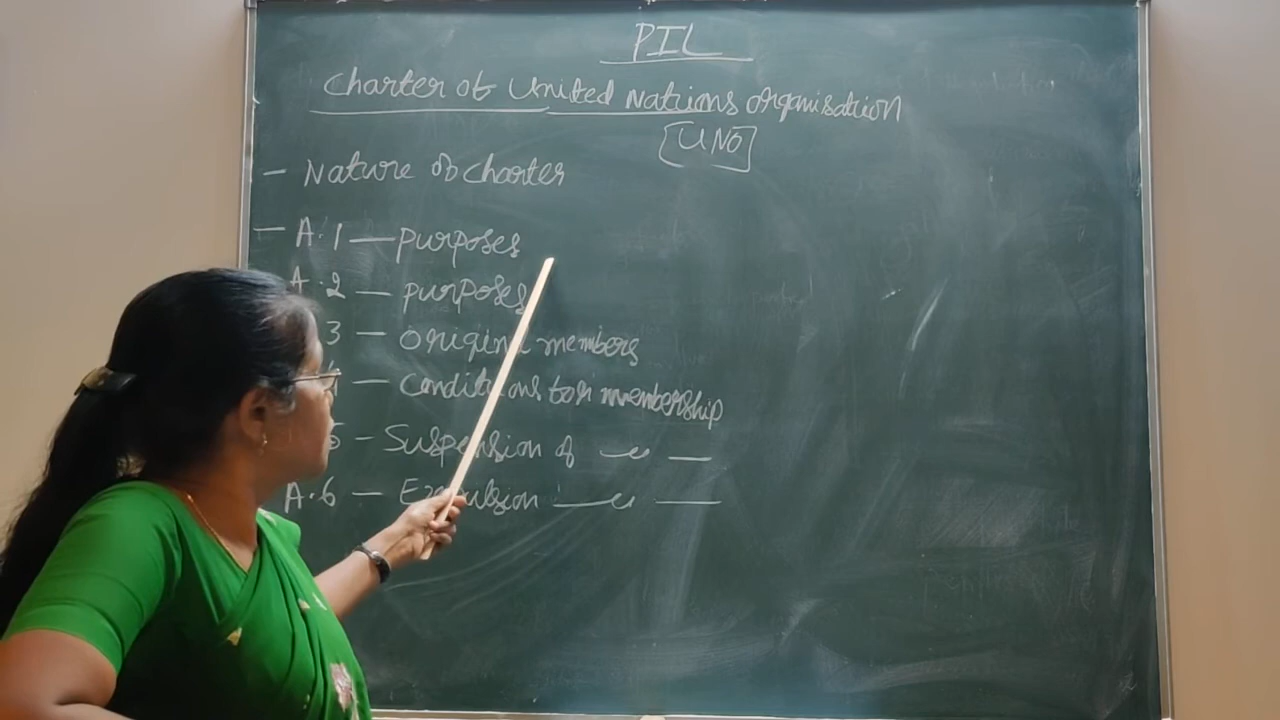 PIL
Charter of United Nations Organisation
[UNO]
- Nature of Charter
- A.1 - purposes
A.2 - purposes
3 - original members
- Conditions for membership
5 - Suspension of — " —
A.6 - Expulsion — " —